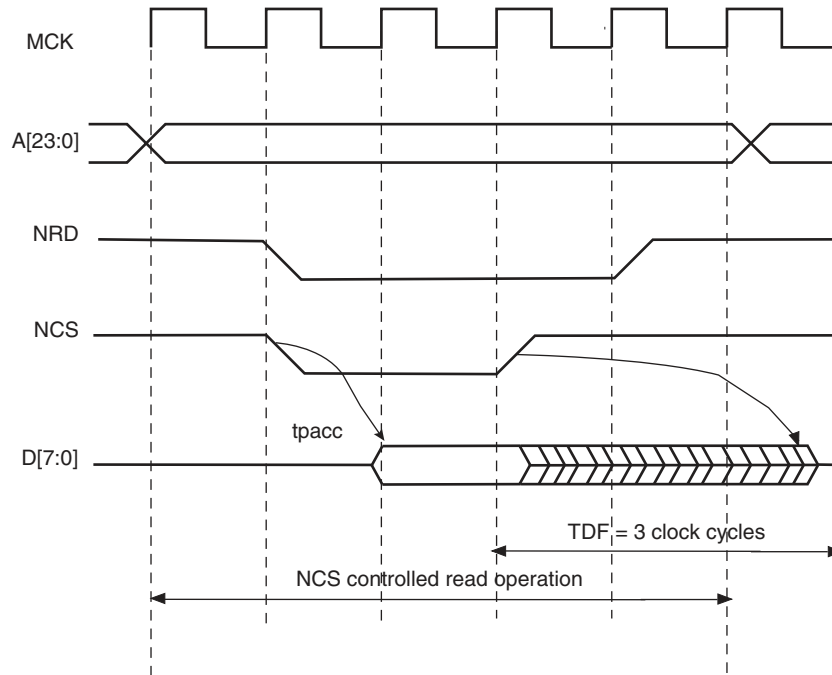 MCK
A[23:0]
NRD
NCS
tpacc
D[7:0]
TDF = 3 clock cycles
NCS controlled read operation